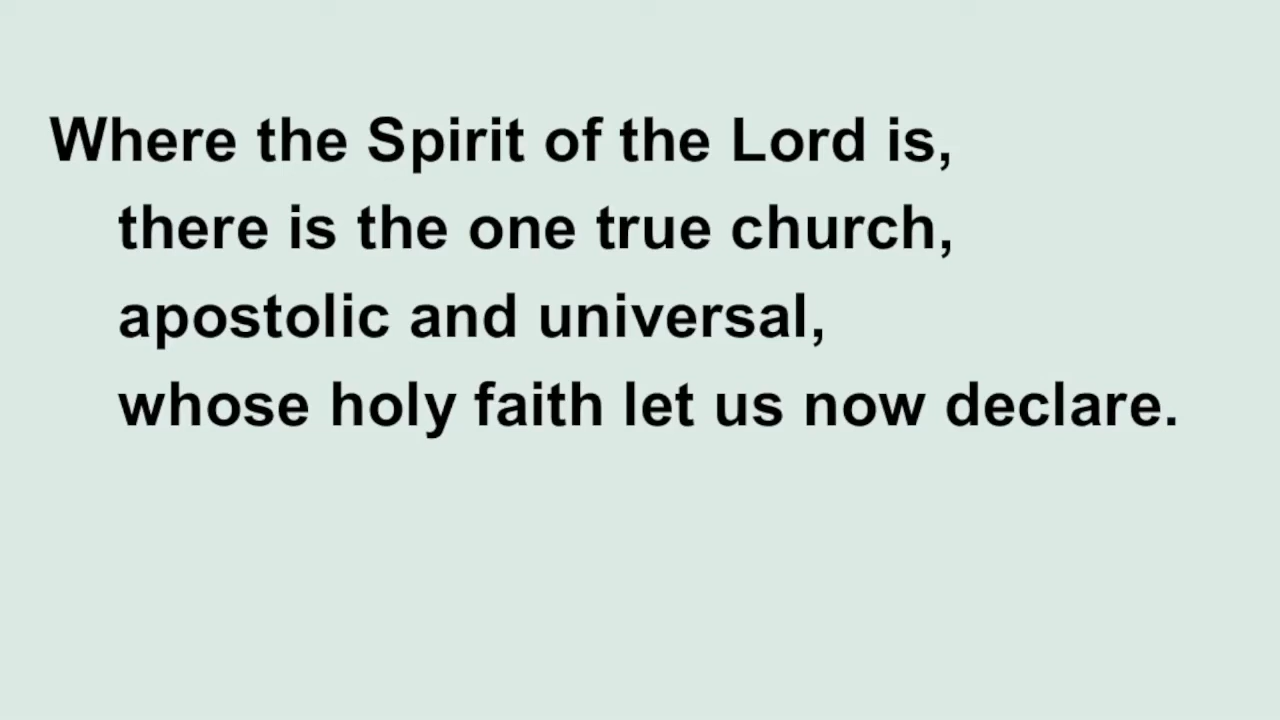 Where the Spirit of the Lord is,
there is the one true church,
apostolic and universal,
whose holy faith let us now declare.